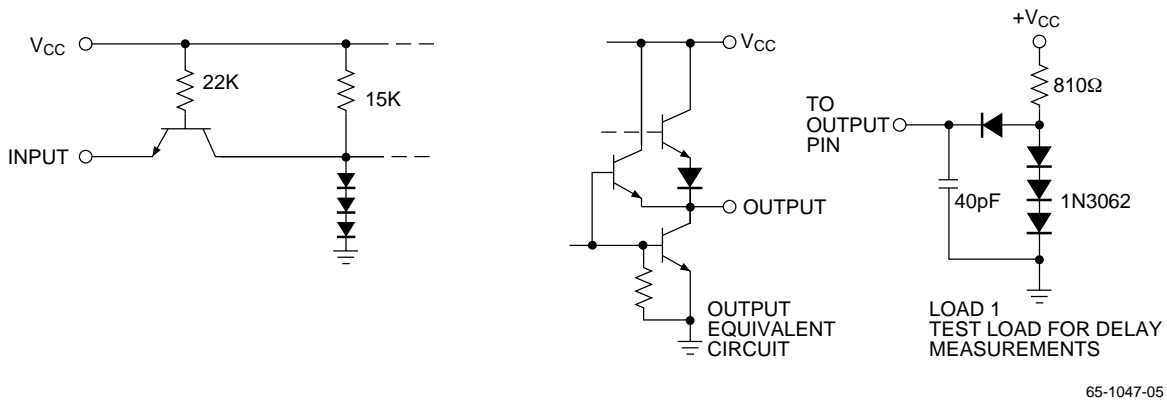 VCC
22K
15K
INPUT
VCC
OUTPUT
OUTPUT
EQUIVALENT
CIRCUIT
+VCC
810Ω
TO
OUTPUT
PIN
40pF
1N3062
LOAD 1
TEST LOAD FOR DELAY
MEASUREMENTS
65-1047-05